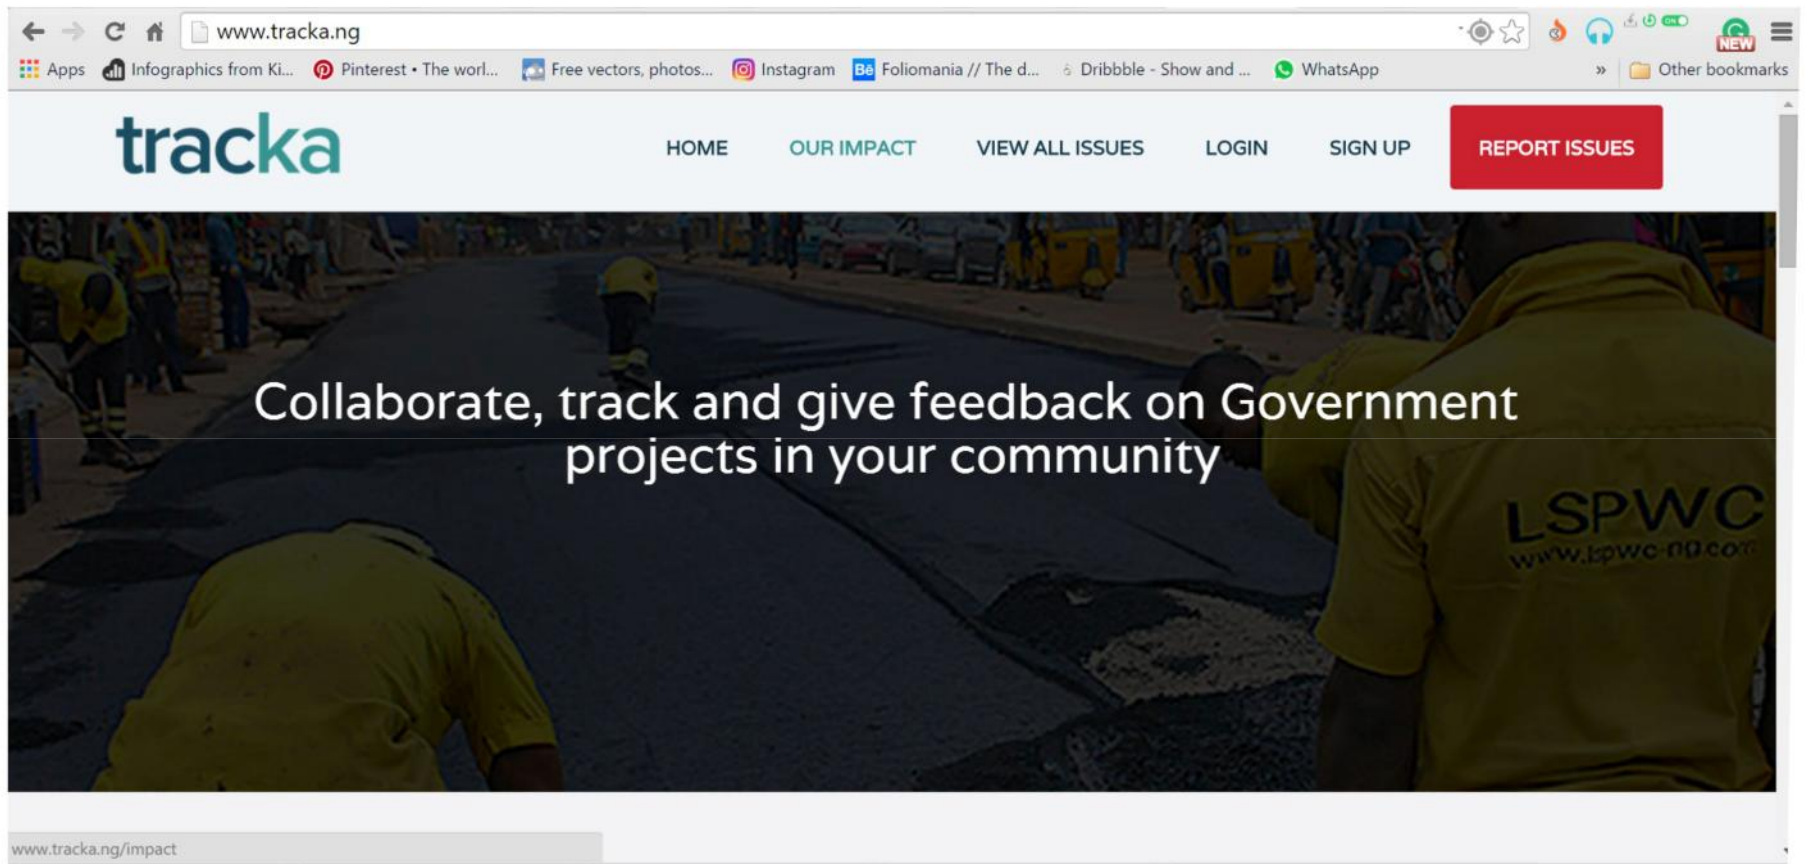 www.tracka.ng
NEW
Apps Infographics from Ki... Pinterest • The worl... Free vectors, photos... Instagram Bē Foliomania // The d... Dribbble - Show and ... WhatsApp » Other bookmarks
tracka HOME OUR IMPACT VIEW ALL ISSUES LOGIN SIGN UP REPORT ISSUES
Collaborate, track and give feedback on Government
projects in your community
LSPWC
www.lspwc-ng.com
www.tracka.ng/impact